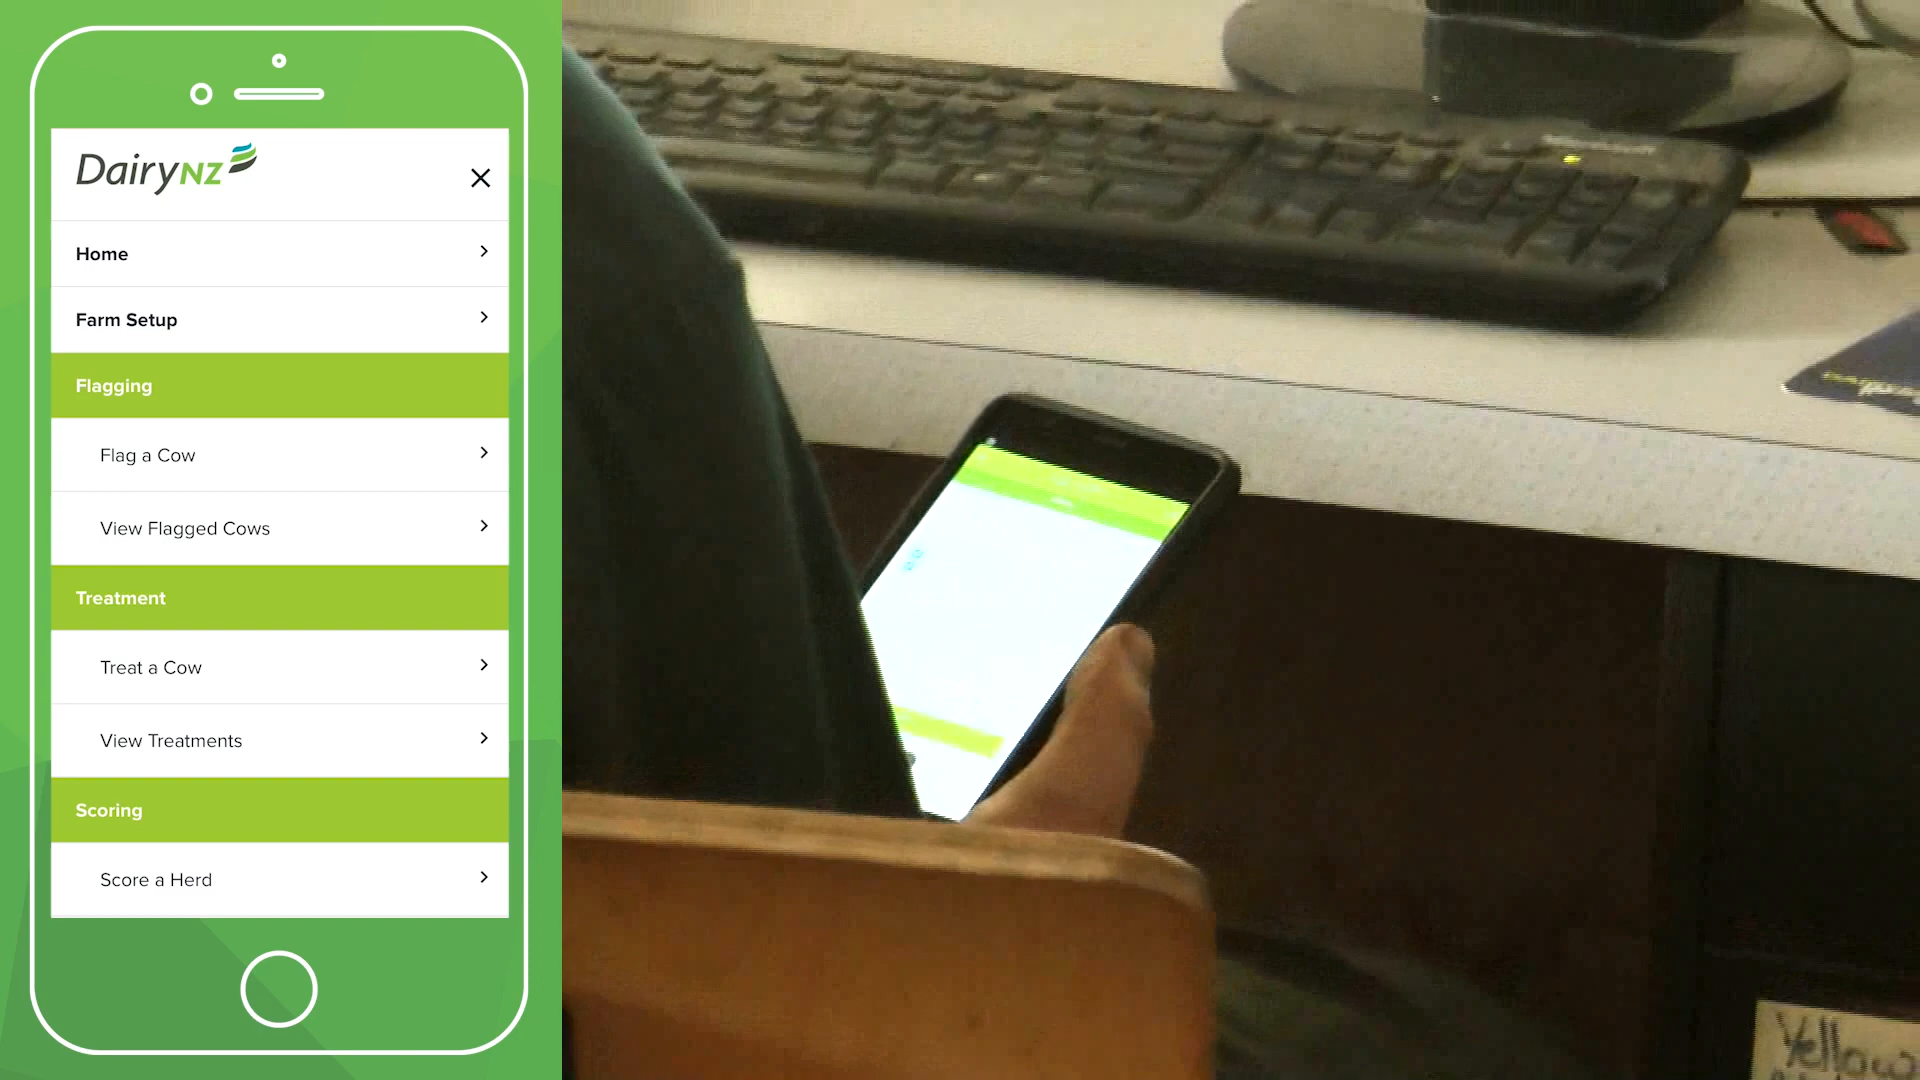 DairyNZ
Home
Farm Setup
Flagging
Flag a Cow
View Flagged Cows
Treatment
Treat a Cow
View Treatments
Scoring
Score a Herd
Yellow